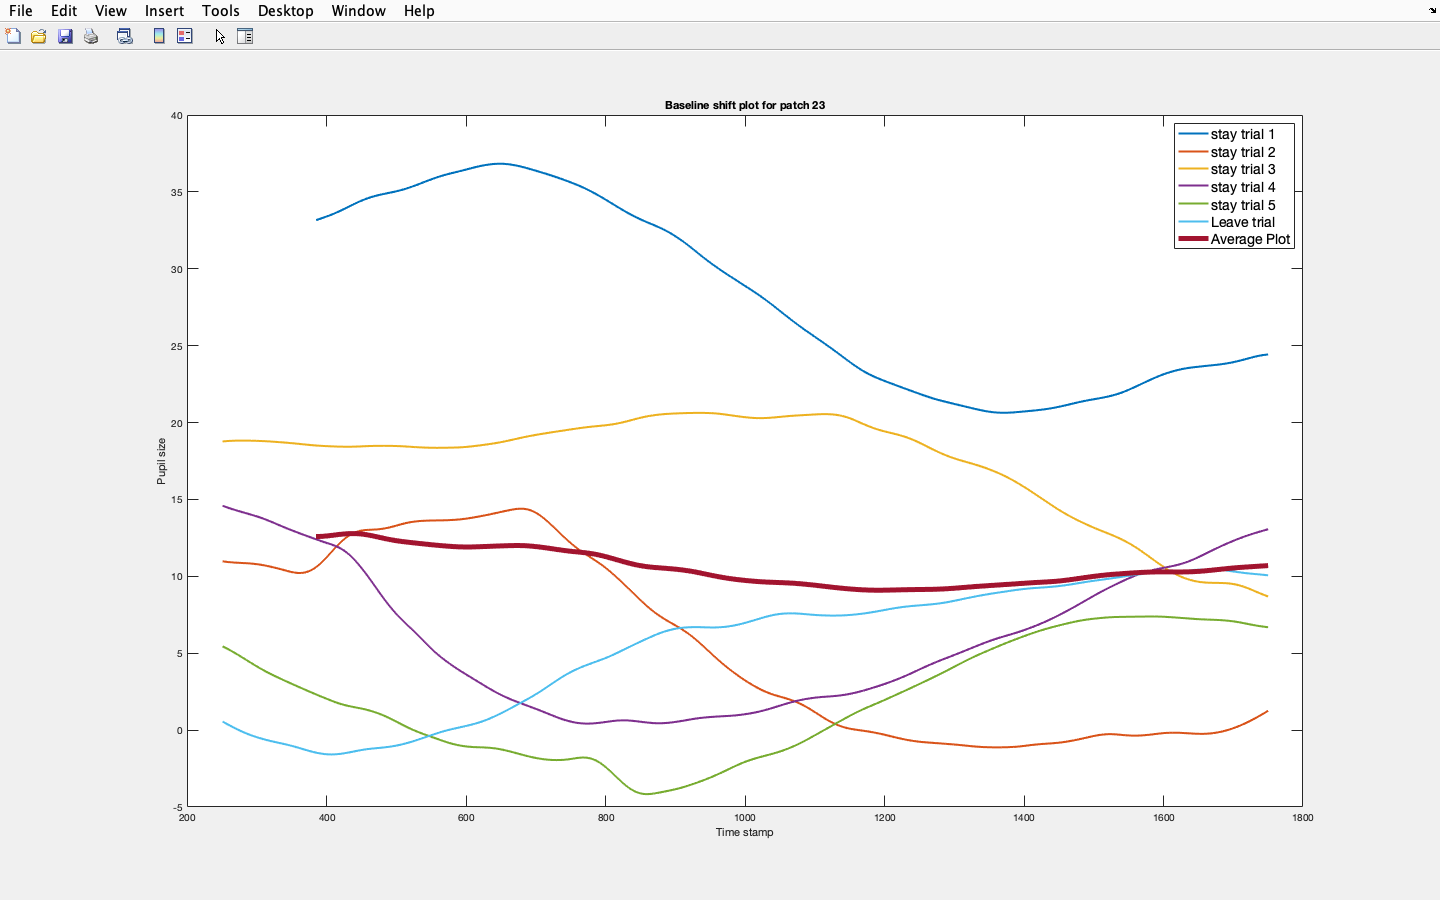 File Edit View Insert Tools Desktop Window Help
Baseline shift plot for patch 23
40
35
30
25
20
15
10
5
0
-5
Pupil size
200 400 600 800 1000 1200 1400 1600 1800
Time stamp
stay trial 1
stay trial 2
stay trial 3
stay trial 4
stay trial 5
Leave trial
Average Plot